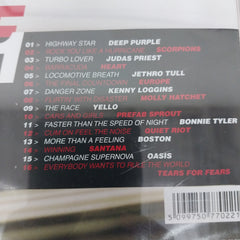 01 > HIGHWAY STAR DEEP PURPLE
02 > ROCK YOU LIKE A HURRICANE SCORPIONS
03 > TURBO LOVER JUDAS PRIEST
04 > BARRACUDA HEART
05 > LOCOMOTIVE BREATH JETHRO TULL
06 > THE FINAL COUNTDOWN EUROPE
07 > DANGER ZONE KENNY LOGGINS
08 > FLIRTIN' WITH DISASTER MOLLY HATCHET
09 > THE RACE YELLO
10 > CARS AND GIRLS PREFAB SPROUT
11 > FASTER THAN THE SPEED OF NIGHT BONNIE TYLER
12 > CUM ON FEEL THE NOIZE QUIET RIOT
13 > MORE THAN A FEELING BOSTON
14 > WINNING SANTANA
15 > CHAMPAGNE SUPERNOVA OASIS
16 > EVERYBODY WANTS TO RULE THE WORLD
TEARS FOR FEARS
5 099750 770221